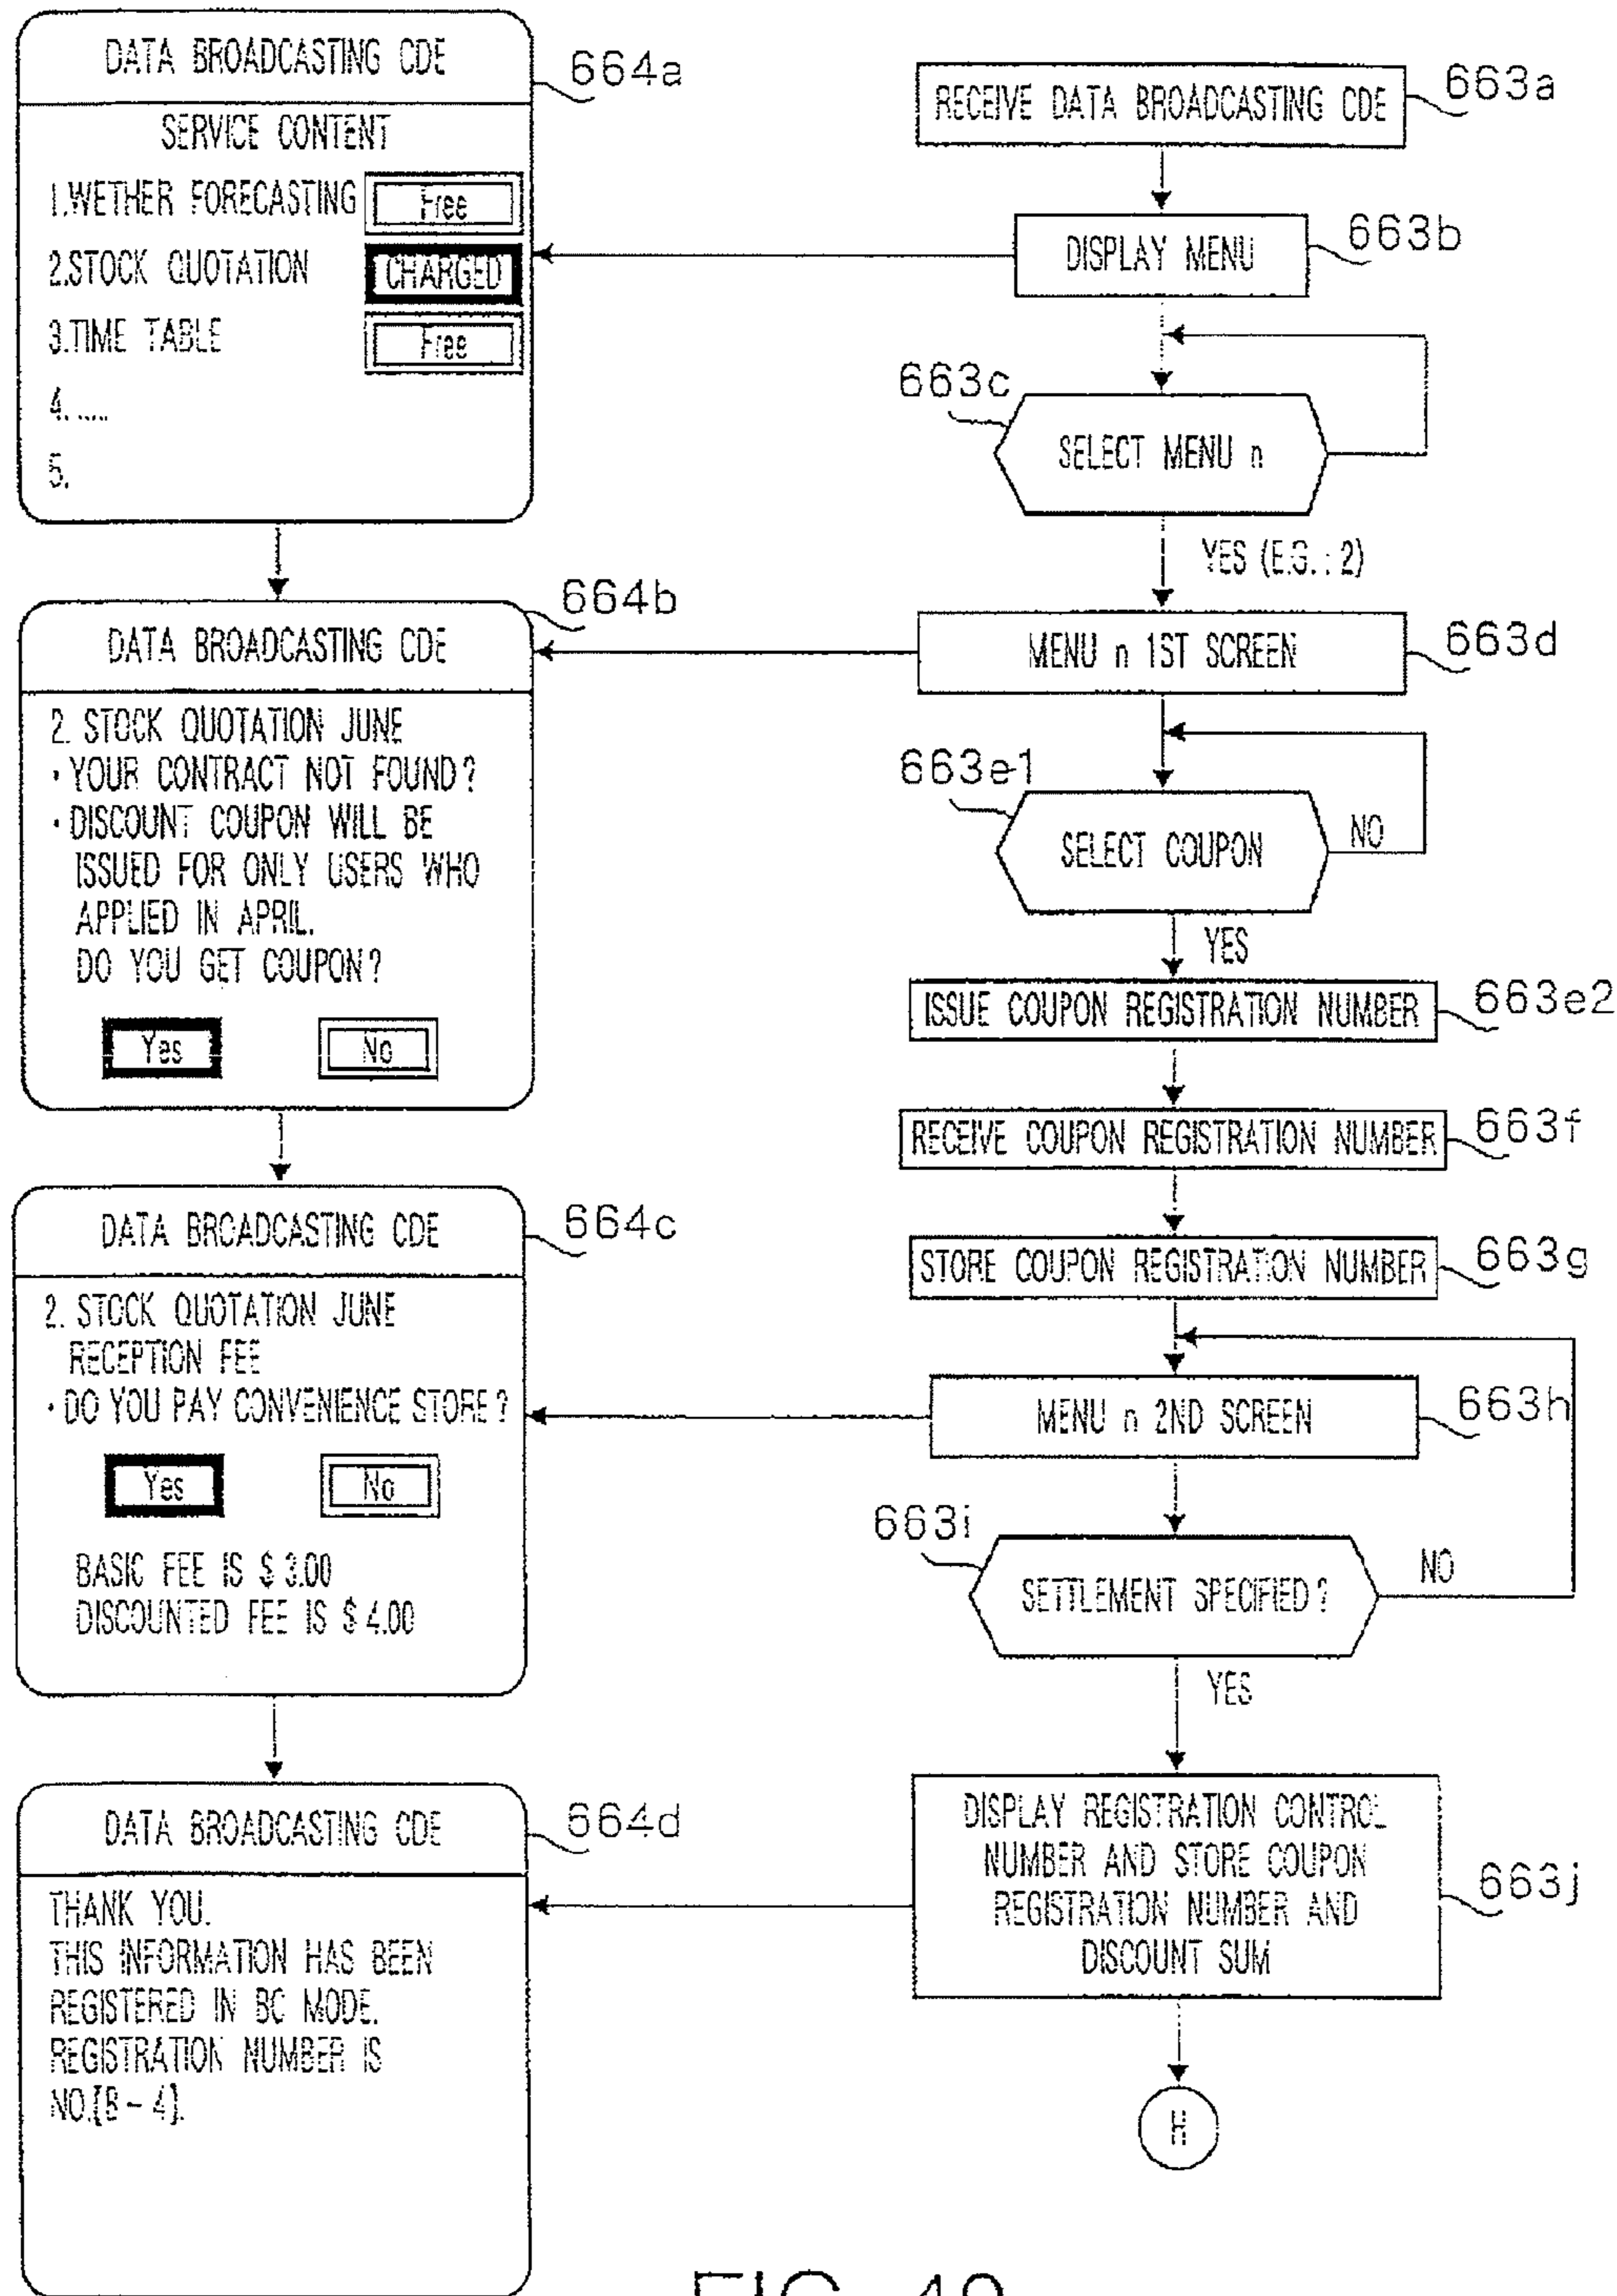 DATA BROADCASTING CDE
664a
SERVICE CONTENT
1.WETHER FORECASTING Free
2.STOCK QUOTATION CHARGED
3.TIME TABLE Free
4. .....
5.
DATA BROADCASTING CDE
664b
2. STOCK QUOTATION JUNE
· YOUR CONTRACT NOT FOUND?
· DISCOUNT COUPON WILL BE
ISSUED FOR ONLY USERS WHO
APPLIED IN APRIL.
DO YOU GET COUPON?
Yes No
DATA BROADCASTING CDE
664c
2. STOCK QUOTATION JUNE
RECEPTION FEE
· DO YOU PAY CONVENIENCE STORE?
Yes No
BASIC FEE IS $ 3.00
DISCOUNTED FEE IS $ 4.00
DATA BROADCASTING CDE
664d
THANK YOU.
THIS INFORMATION HAS BEEN
REGISTERED IN BC MODE.
REGISTRATION NUMBER IS
NO.[B-4].
RECEIVE DATA BROADCASTING CDE
663a
DISPLAY MENU
663b
663c
SELECT MENU n
YES (E.G. : 2)
MENU n 1ST SCREEN
663d
663e1
SELECT COUPON
NO
YES
ISSUE COUPON REGISTRATION NUMBER
663e2
RECEIVE COUPON REGISTRATION NUMBER
663f
STORE COUPON REGISTRATION NUMBER
663g
MENU n 2ND SCREEN
663h
663i
SETTLEMENT SPECIFIED?
NO
YES
DISPLAY REGISTRATION CONTROL
NUMBER AND STORE COUPON
REGISTRATION NUMBER AND
DISCOUNT SUM
663j
H